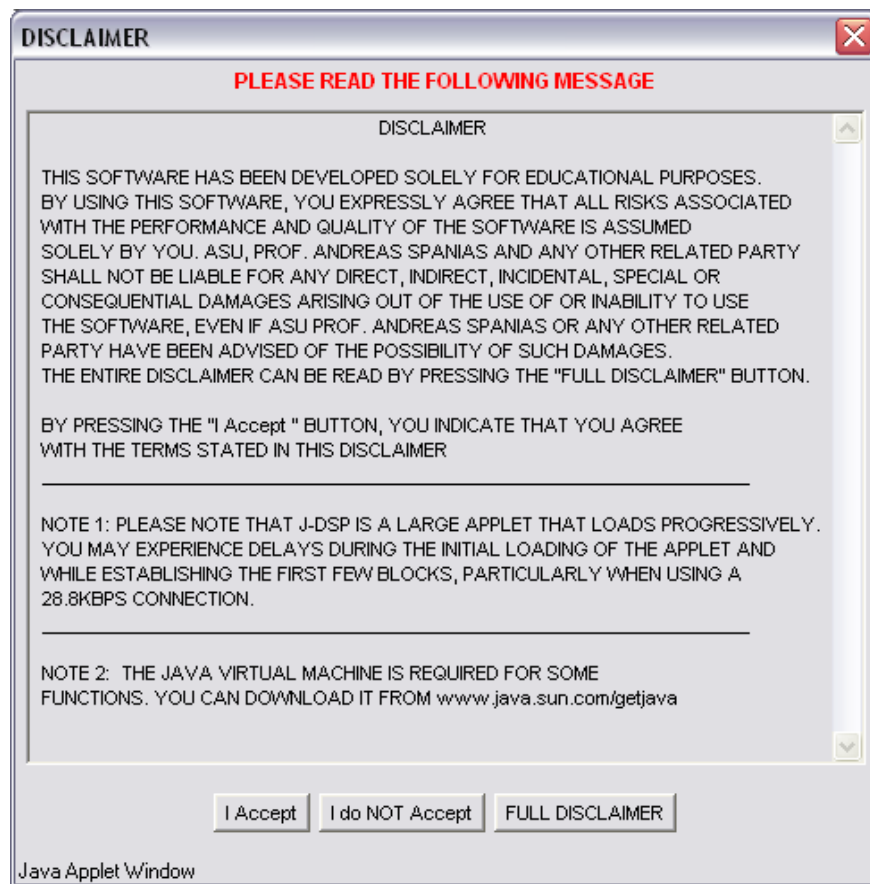 DISCLAIMER
PLEASE READ THE FOLLOWING MESSAGE
DISCLAIMER
THIS SOFTWARE HAS BEEN DEVELOPED SOLELY FOR EDUCATIONAL PURPOSES.
BY USING THIS SOFTWARE, YOU EXPRESSLY AGREE THAT ALL RISKS ASSOCIATED
WITH THE PERFORMANCE AND QUALITY OF THE SOFTWARE IS ASSUMED
SOLELY BY YOU. ASU, PROF. ANDREAS SPANIAS AND ANY OTHER RELATED PARTY
SHALL NOT BE LIABLE FOR ANY DIRECT, INDIRECT, INCIDENTAL, SPECIAL OR
CONSEQUENTIAL DAMAGES ARISING OUT OF THE USE OF OR INABILITY TO USE
THE SOFTWARE, EVEN IF ASU PROF. ANDREAS SPANIAS OR ANY OTHER RELATED
PARTY HAVE BEEN ADVISED OF THE POSSIBILITY OF SUCH DAMAGES.
THE ENTIRE DISCLAIMER CAN BE READ BY PRESSING THE "FULL DISCLAIMER" BUTTON.
BY PRESSING THE "I Accept " BUTTON, YOU INDICATE THAT YOU AGREE
WITH THE TERMS STATED IN THIS DISCLAIMER
NOTE 1: PLEASE NOTE THAT J-DSP IS A LARGE APPLET THAT LOADS PROGRESSIVELY.
YOU MAY EXPERIENCE DELAYS DURING THE INITIAL LOADING OF THE APPLET AND
WHILE ESTABLISHING THE FIRST FEW BLOCKS, PARTICULARLY WHEN USING A
28.8KBPS CONNECTION.
NOTE 2:  THE JAVA VIRTUAL MACHINE IS REQUIRED FOR SOME
FUNCTIONS. YOU CAN DOWNLOAD IT FROM www.java.sun.com/getjava
I Accept I do NOT Accept FULL DISCLAIMER
Java Applet Window